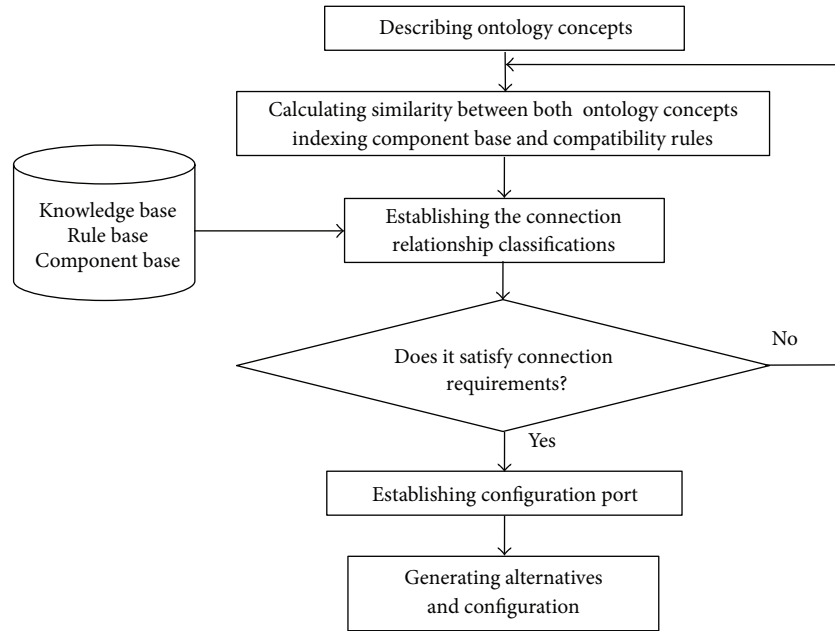 Describing ontology concepts
Calculating similarity between both ontology concepts
indexing component base and compatibility rules
Knowledge base
Rule base
Component base
Establishing the connection
relationship classifications
Does it satisfy connection
requirements?
No
Yes
Establishing configuration port
Generating alternatives
and configuration